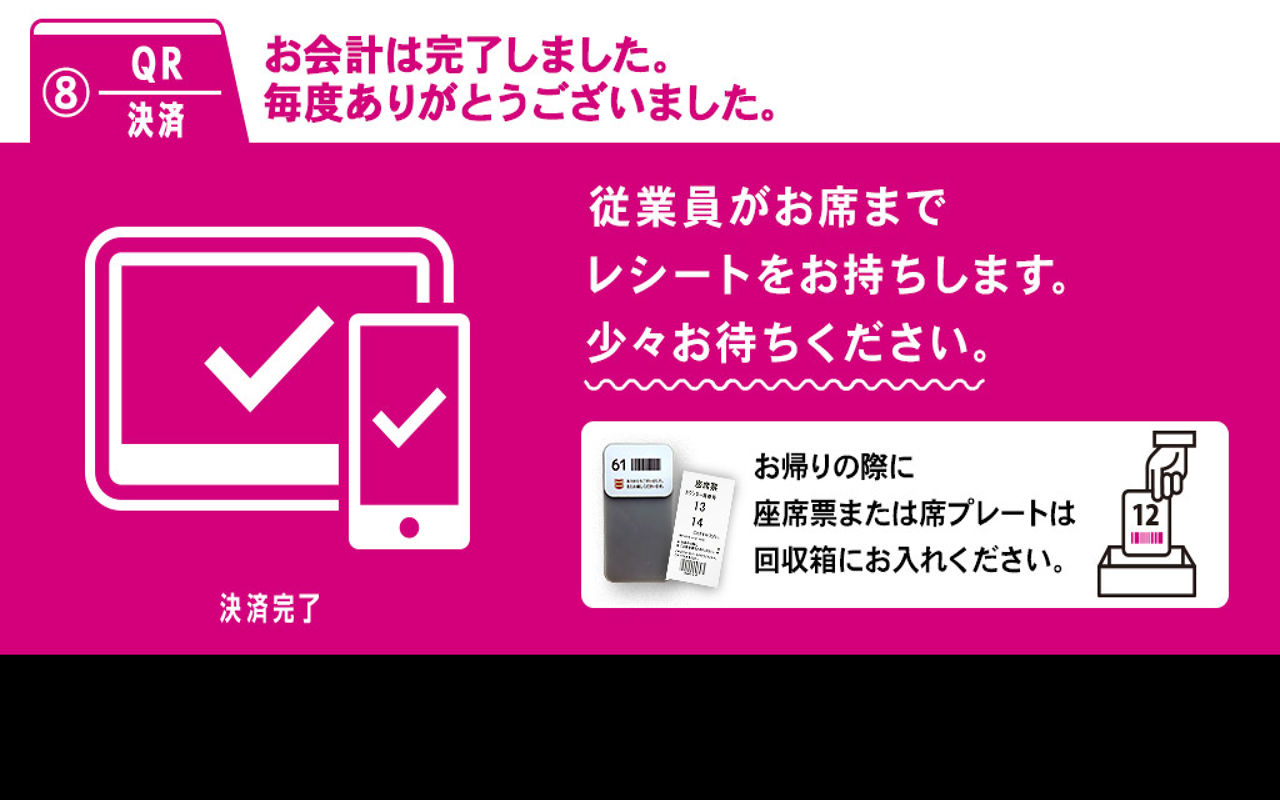 ⑧
QR
決済
お会計は完了しました。
毎度ありがとうございました。
従業員がお席まで
レシートをお持ちします。
少々お待ちください。
決済完了
61
座席票
13
14
お帰りの際に
座席票または席プレートは
回収箱にお入れください。
12